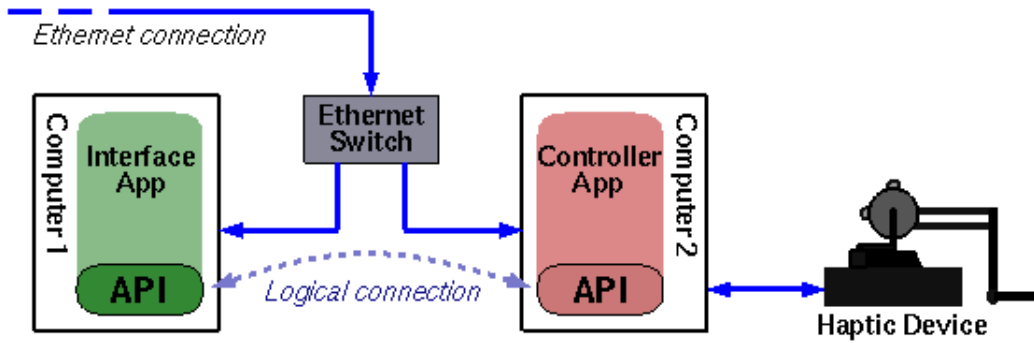 Ethernet connection
Ethernet
Switch
Computer 1
Interface
App
API
Logical connection
Controller
App
API
Computer 2
Haptic Device